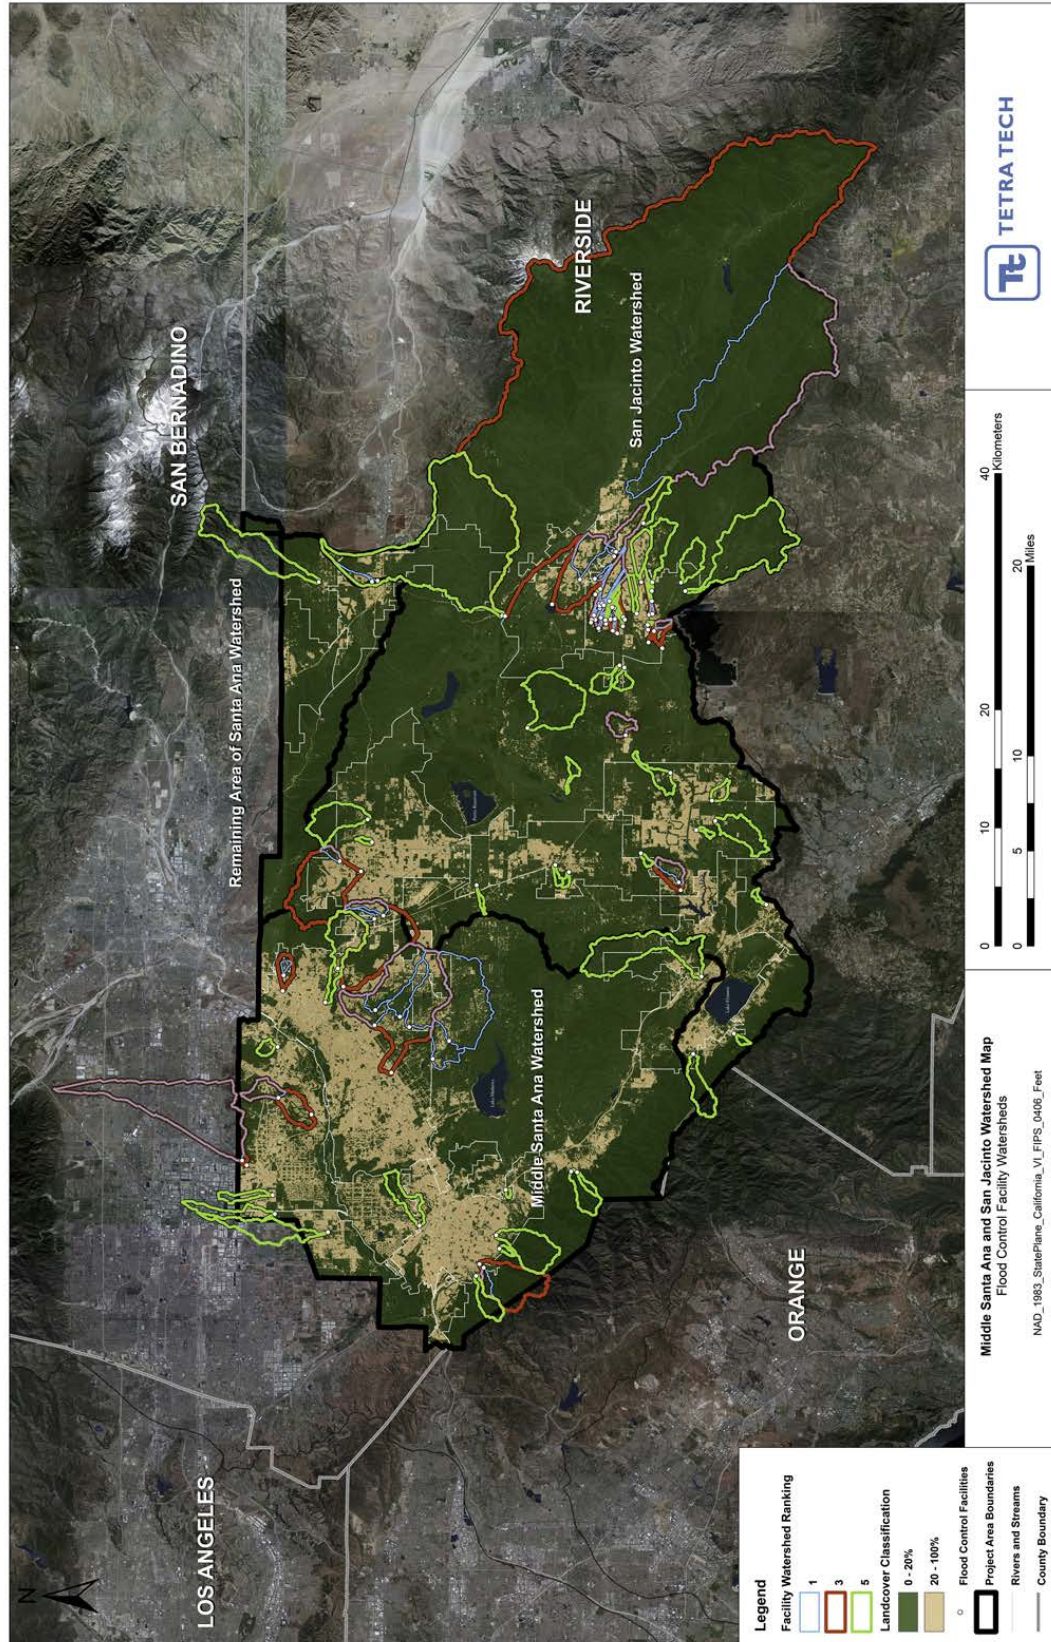 N
LOS ANGELES
SAN BERNADINO
Remaining Area of Santa Ana Watershed
RIVERSIDE
San Jacinto Watershed
Middle Santa Ana Watershed
ORANGE
Legend
Facility Watershed Ranking
1
3
5
Landcover Classification
0 - 20%
20 - 100%
Flood Control Facilities
Project Area Boundaries
Rivers and Streams
County Boundary
Middle Santa Ana and San Jacinto Watershed Map
Flood Control Facility Watersheds
NAD_1983_StatePlane_California_VI_FIPS_0406_Feet
0 10 20 40
Kilometers
0 5 10 20
Miles
Tt TETRA TECH